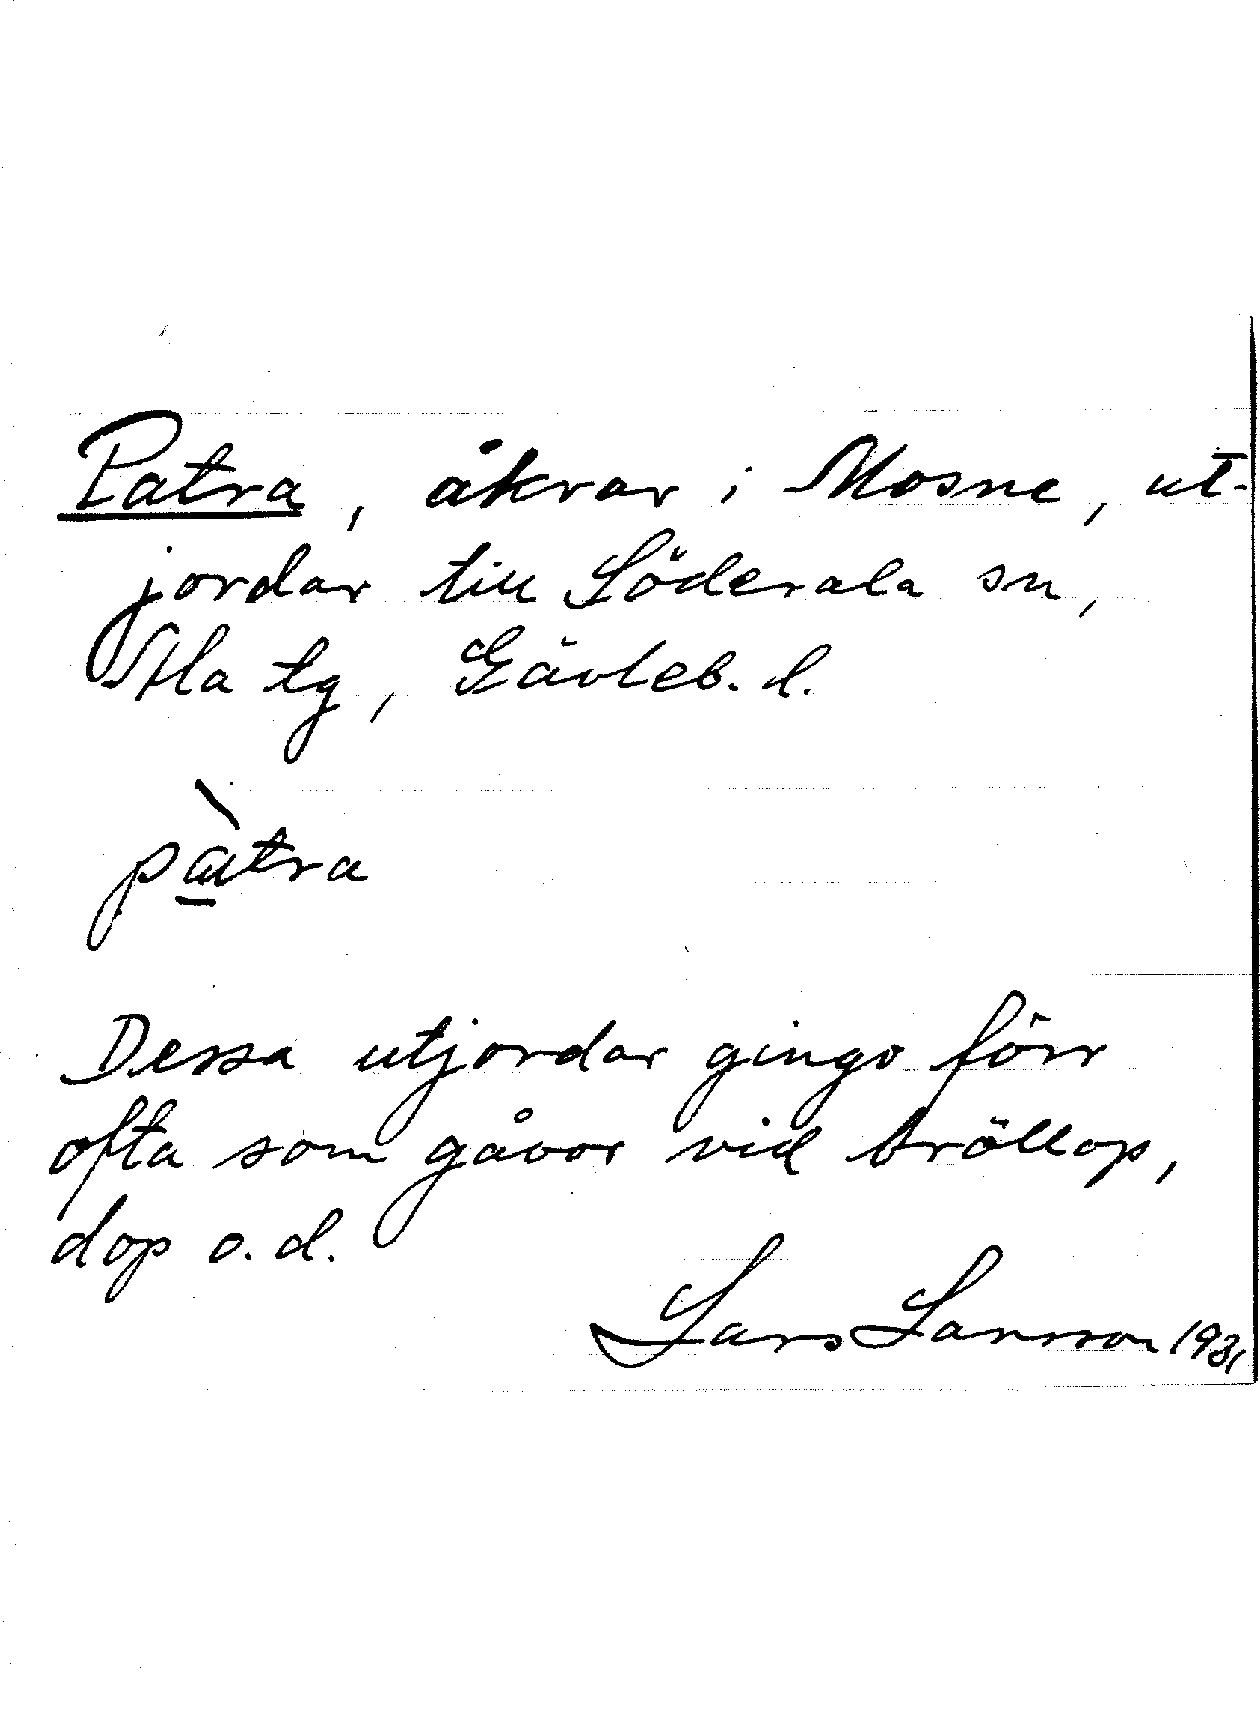 Patra, åkrar i Mosne, ut-
jordar till Söderala sn,
Ala tg, Gävleb. l.
pàtra
Dessa utjordar gingo förr
ofta som gåvor vid bröllop,
dop o. d.
Lars Larsson 1931